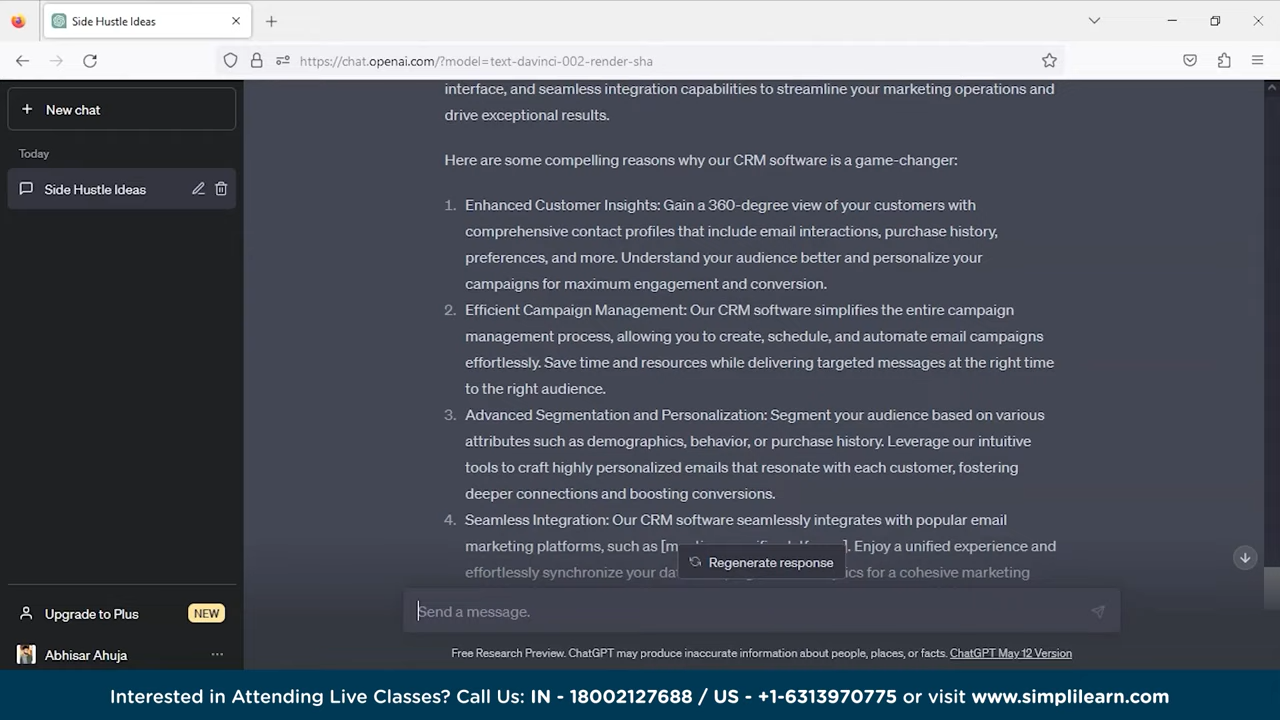 Side Hustle Ideas
https://chat.openai.com/?model=text-davinci-002-render-sha
New chat
Today
Side Hustle Ideas
interface, and seamless integration capabilities to streamline your marketing operations and
drive exceptional results.
Here are some compelling reasons why our CRM software is a game-changer:
1. Enhanced Customer Insights: Gain a 360-degree view of your customers with
comprehensive contact profiles that include email interactions, purchase history,
preferences, and more. Understand your audience better and personalize your
campaigns for maximum engagement and conversion.
2. Efficient Campaign Management: Our CRM software simplifies the entire campaign
management process, allowing you to create, schedule, and automate email campaigns
effortlessly. Save time and resources while delivering targeted messages at the right time
to the right audience.
3. Advanced Segmentation and Personalization: Segment your audience based on various
attributes such as demographics, behavior, or purchase history. Leverage our intuitive
tools to craft highly personalized emails that resonate with each customer, fostering
deeper connections and boosting conversions.
4. Seamless Integration: Our CRM software seamlessly integrates with popular email
marketing platforms, such as Enjoy a unified experience and
effortlessly synchronize your for a cohesive marketing
Regenerate response
Send a message.
Upgrade to Plus NEW
Abhisar Ahuja
Free Research Preview. ChatGPT may produce inaccurate information about people, places, or facts. ChatGPT May 12 Version
Interested in Attending Live Classes? Call Us: IN - 18002127688 / US - +1-6313970775 or visit www.simplilearn.com